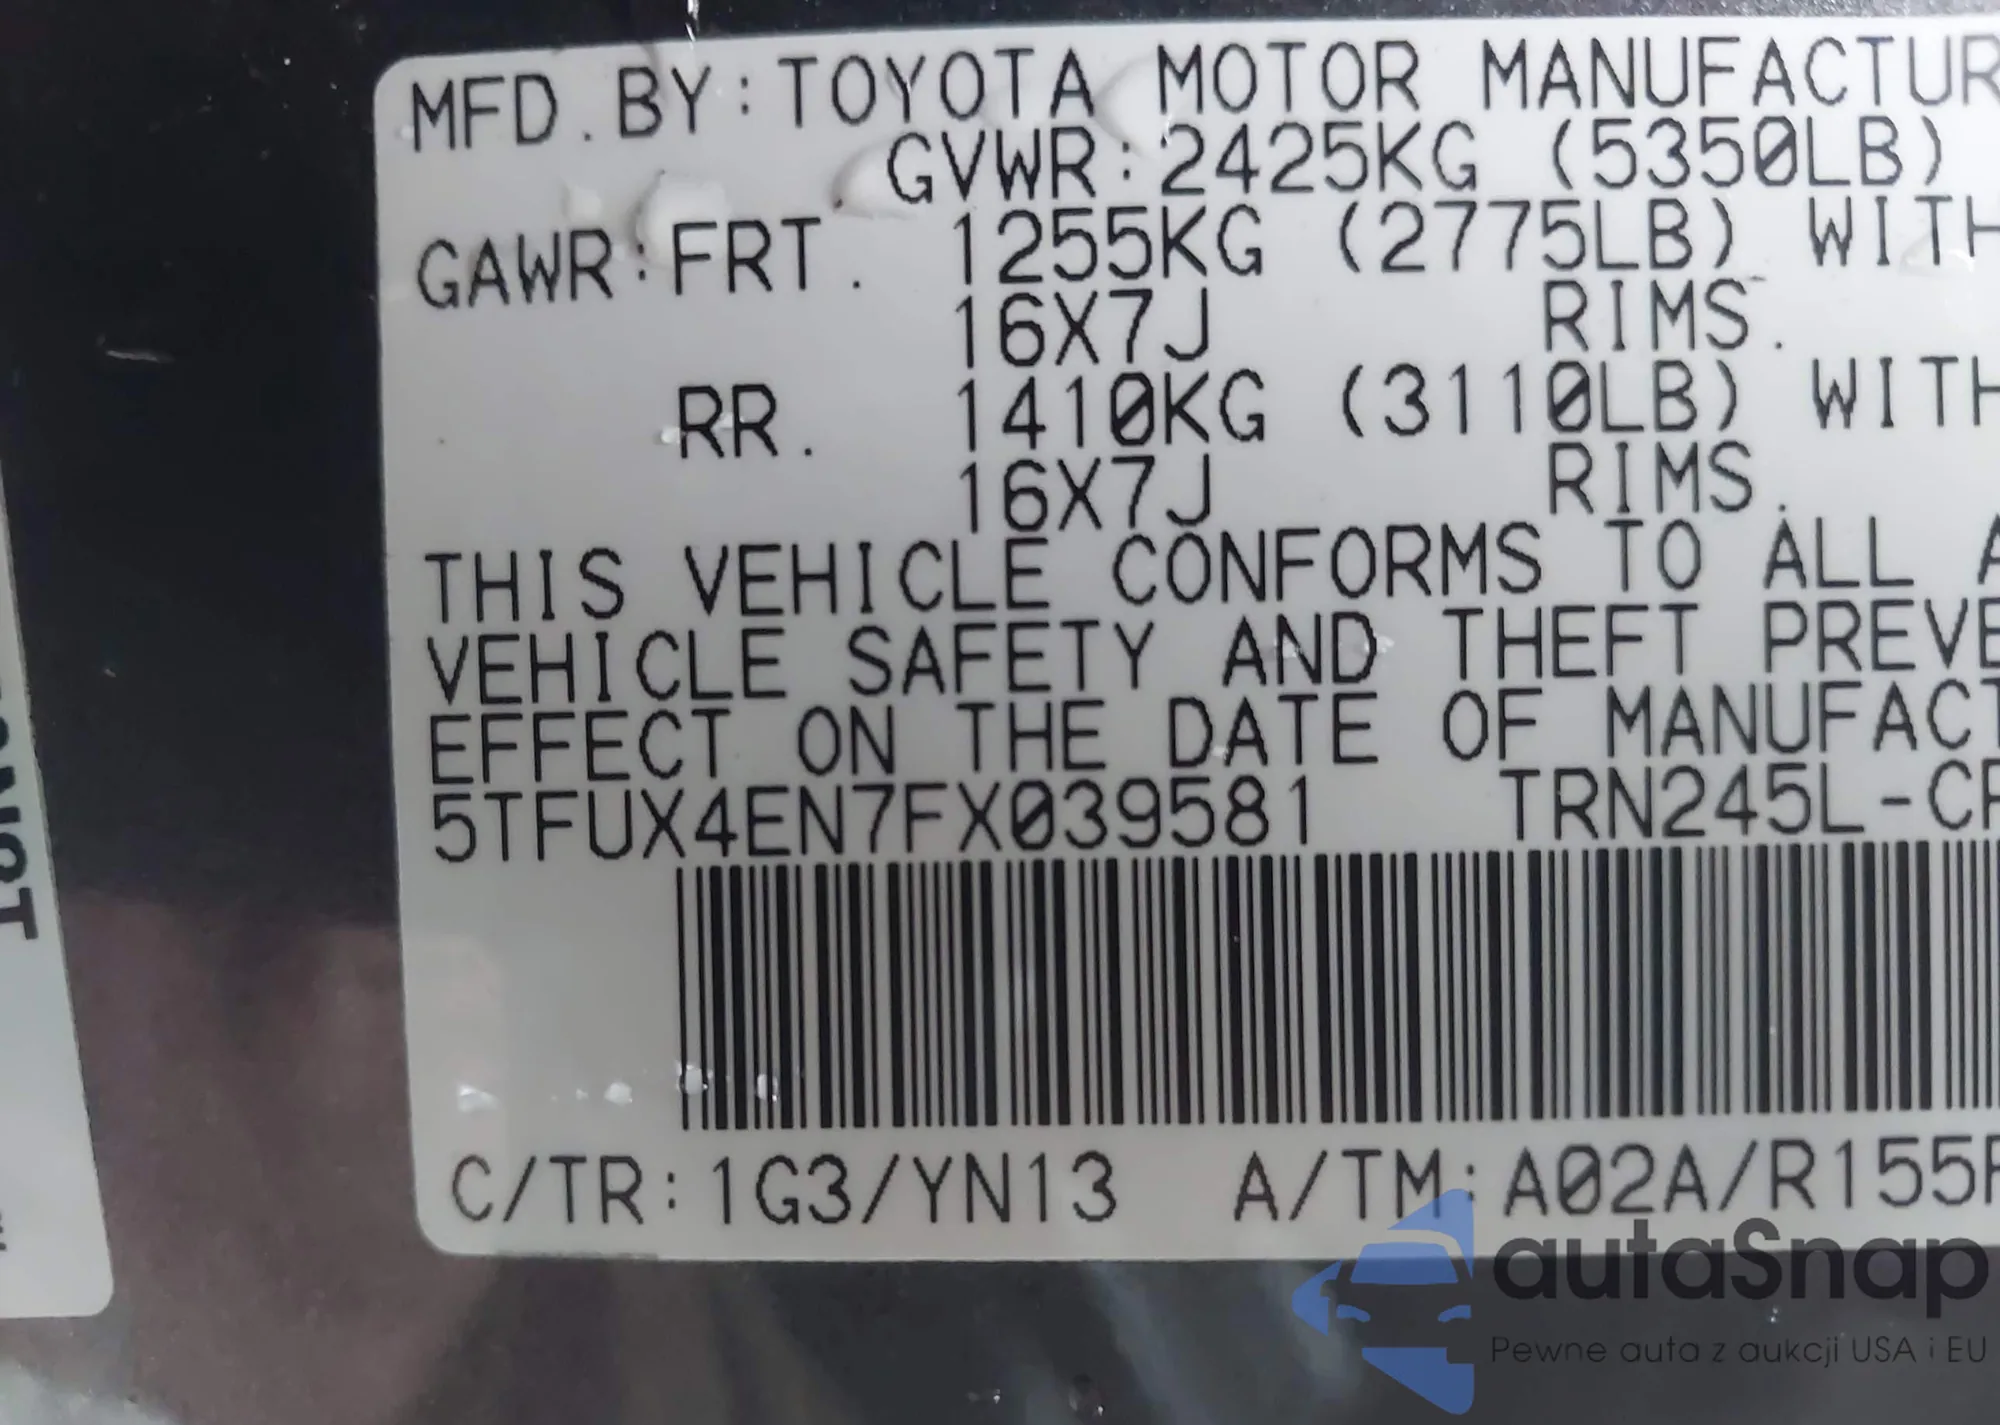 MFD.BY:TOYOTA MOTOR MANUFACTUR
GVWR:2425KG (5350LB)
GAWR:FRT. 1255KG (2775LB) WITH
16X7J RIMS.
RR. 1410KG (3110LB) WITH
16X7J RIMS.
THIS VEHICLE CONFORMS TO ALL A
VEHICLE SAFETY AND THEFT PREVE
EFFECT ON THE DATE OF MANUFACT
5TFUX4EN7FX039581 TRN245L-CR
C/TR:1G3/YN13 A/TM:A02A/R155F
autaSnap
Pewne auta z aukcji USA i EU